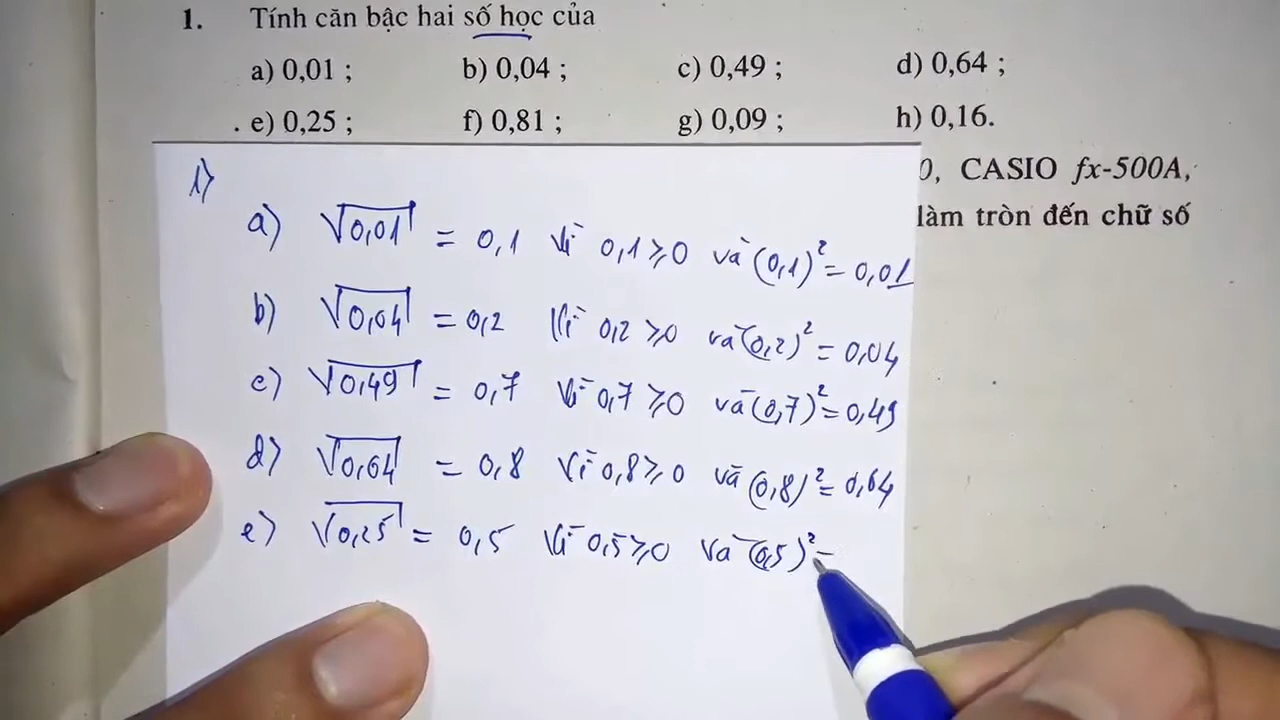 1. Tính căn bậc hai số học của
a) 0,01 ; b) 0,04 ; c) 0,49 ; d) 0,64 ;
. e) 0,25 ; f) 0,81 ; g) 0,09 ; h) 0,16.
0, CASIO fx-500A,
làm tròn đến chữ số
1)
a) √0,01 = 0,1 Vì 0,1 ⩾ 0 và (0,1)² = 0,01
b) √0,04 = 0,2 Vì 0,2 ⩾ 0 và (0,2)² = 0,04
c) √0,49 = 0,7 Vì 0,7 ⩾ 0 và (0,7)² = 0,49
d) √0,64 = 0,8 Vì 0,8 ⩾ 0 và (0,8)² = 0,64
e) √0,25 = 0,5 Vì 0,5 ⩾ 0 Và (0,5)² =